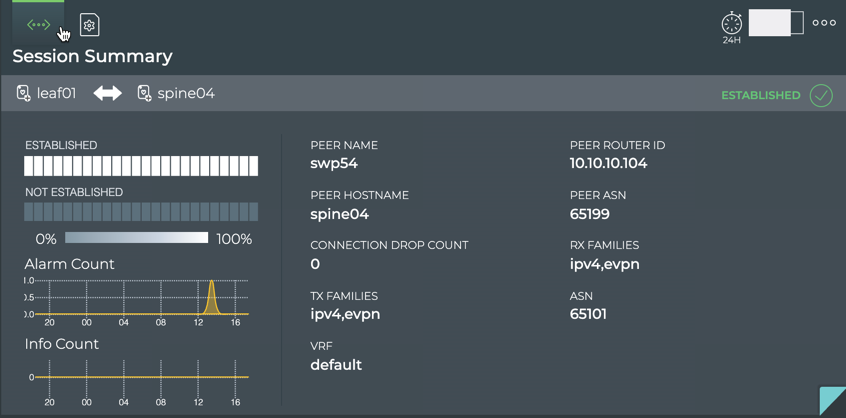 24H
Session Summary
leaf01 spine04 ESTABLISHED
ESTABLISHED
NOT ESTABLISHED
0% 100%
Alarm Count
1.0
0.5
0.0
20 00 04 08 12 16
Info Count
0
20 00 04 08 12 16
PEER NAME
swp54
PEER HOSTNAME
spine04
CONNECTION DROP COUNT
0
TX FAMILIES
ipv4,evpn
VRF
default
PEER ROUTER ID
10.10.10.104
PEER ASN
65199
RX FAMILIES
ipv4,evpn
ASN
65101